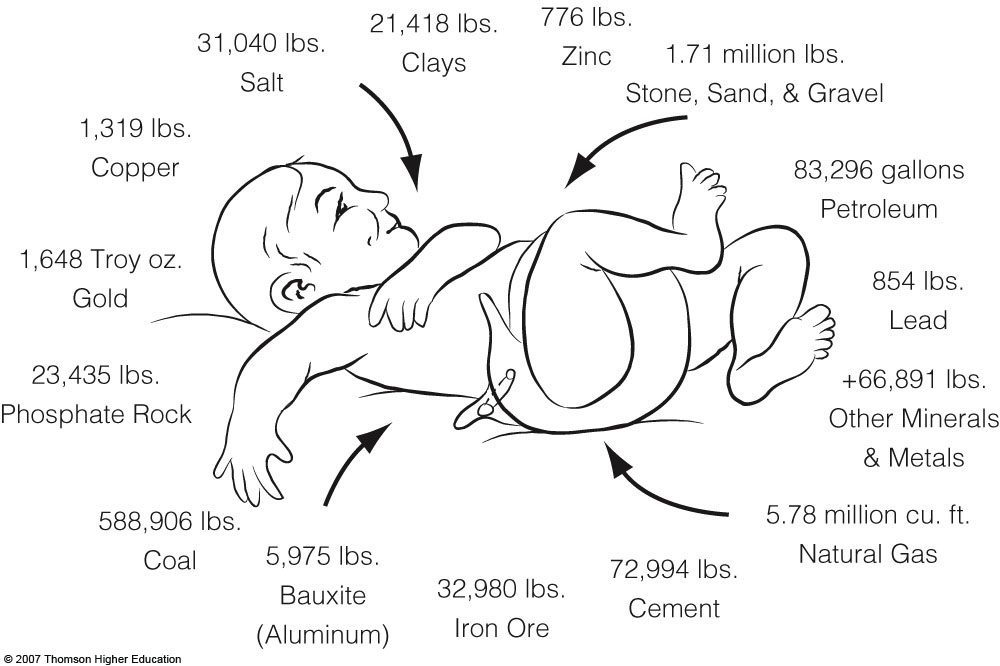 31,040 lbs.
Salt
21,418 lbs.
Clays
776 lbs.
Zinc
1.71 million lbs.
Stone, Sand, & Gravel
1,319 lbs.
Copper
83,296 gallons
Petroleum
1,648 Troy oz.
Gold
854 lbs.
Lead
23,435 lbs.
Phosphate Rock
+66,891 lbs.
Other Minerals
& Metals
588,906 lbs.
Coal
5,975 lbs.
Bauxite
(Aluminum)
32,980 lbs.
Iron Ore
72,994 lbs.
Cement
5.78 million cu. ft.
Natural Gas
© 2007 Thomson Higher Education